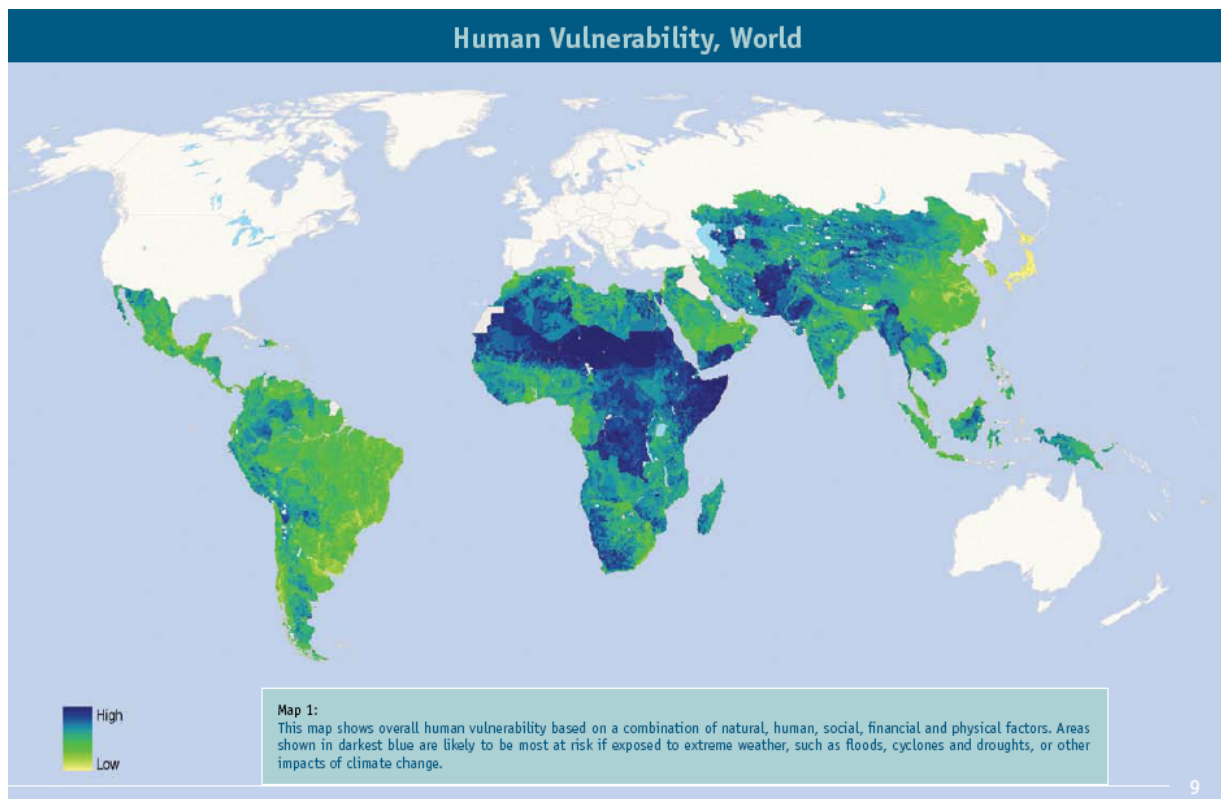 Human Vulnerability, World
High
Low
Map 1:
This map shows overall human vulnerability based on a combination of natural, human, social, financial and physical factors. Areas
shown in darkest blue are likely to be most at risk if exposed to extreme weather, such as floods, cyclones and droughts, or other
impacts of climate change.
9